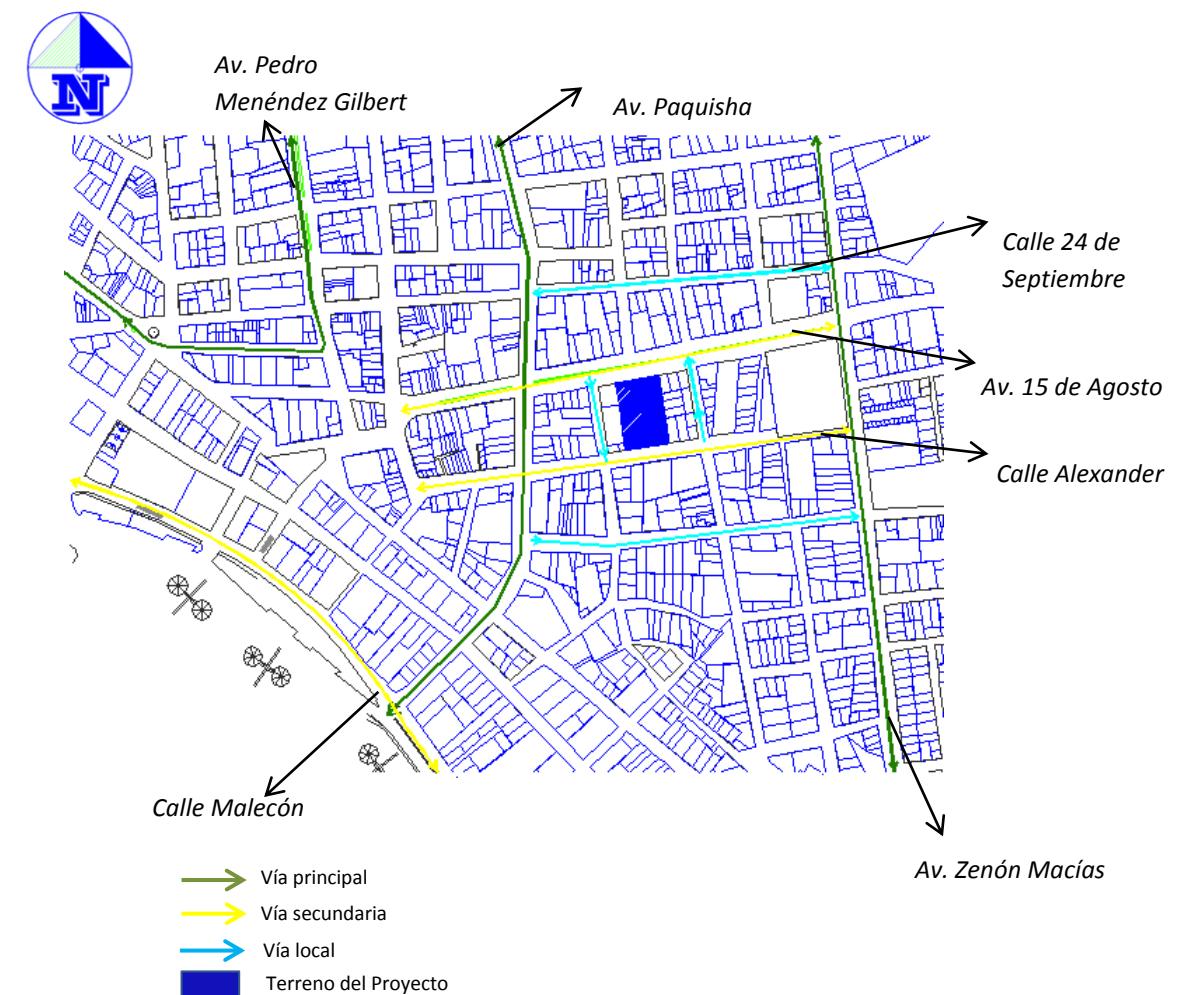 N
Av. Pedro
Menéndez Gilbert
Av. Paquisha
Calle 24 de
Septiembre
Av. 15 de Agosto
Calle Alexander
Calle Malecón
Av. Zenón Macías
Vía principal
Vía secundaria
Vía local
Terreno del Proyecto